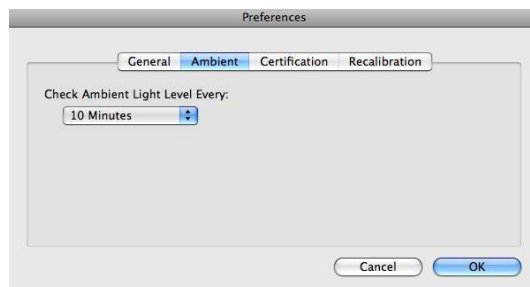 Preferences
General Ambient Certification Recalibration
Check Ambient Light Level Every:
10 Minutes
Cancel OK